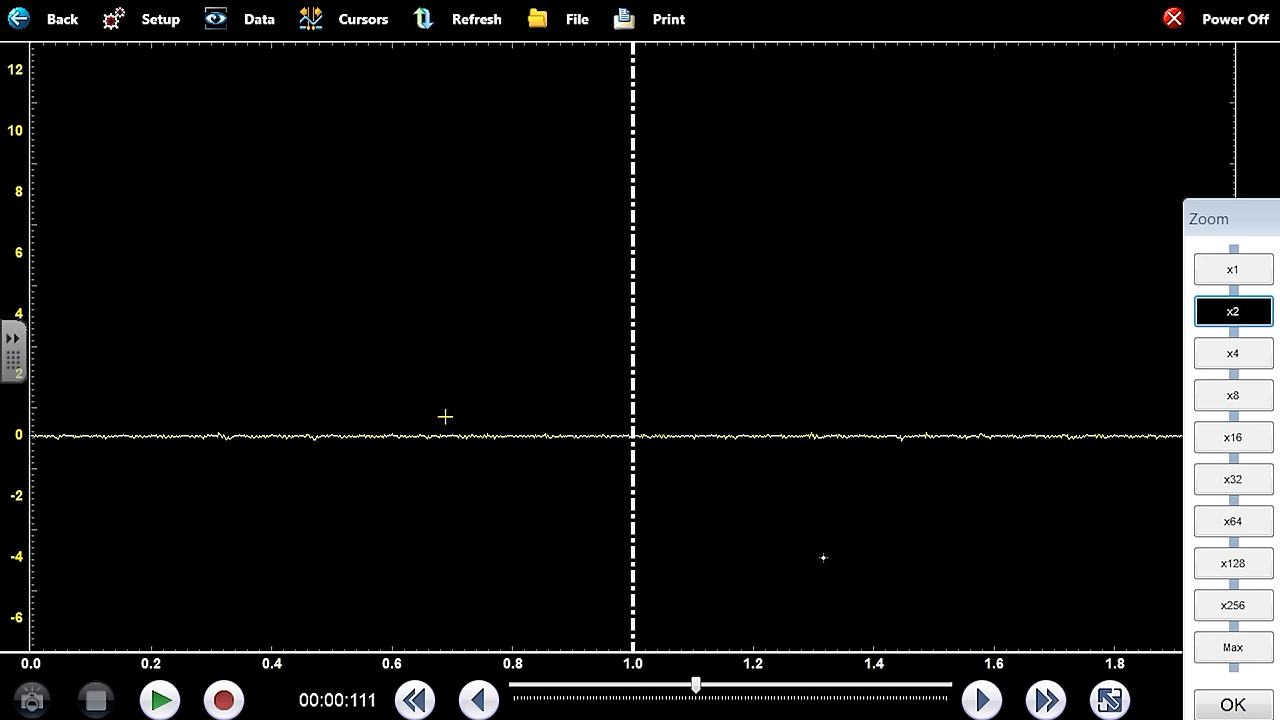 Back Setup Data Cursors Refresh File Print Power Off
12
10
8
6
4
2
0
-2
-4
-6
0.0 0.2 0.4 0.6 0.8 1.0 1.2 1.4 1.6 1.8
00:00:111
Zoom
x1
x2
x4
x8
x16
x32
x64
x128
x256
Max
OK